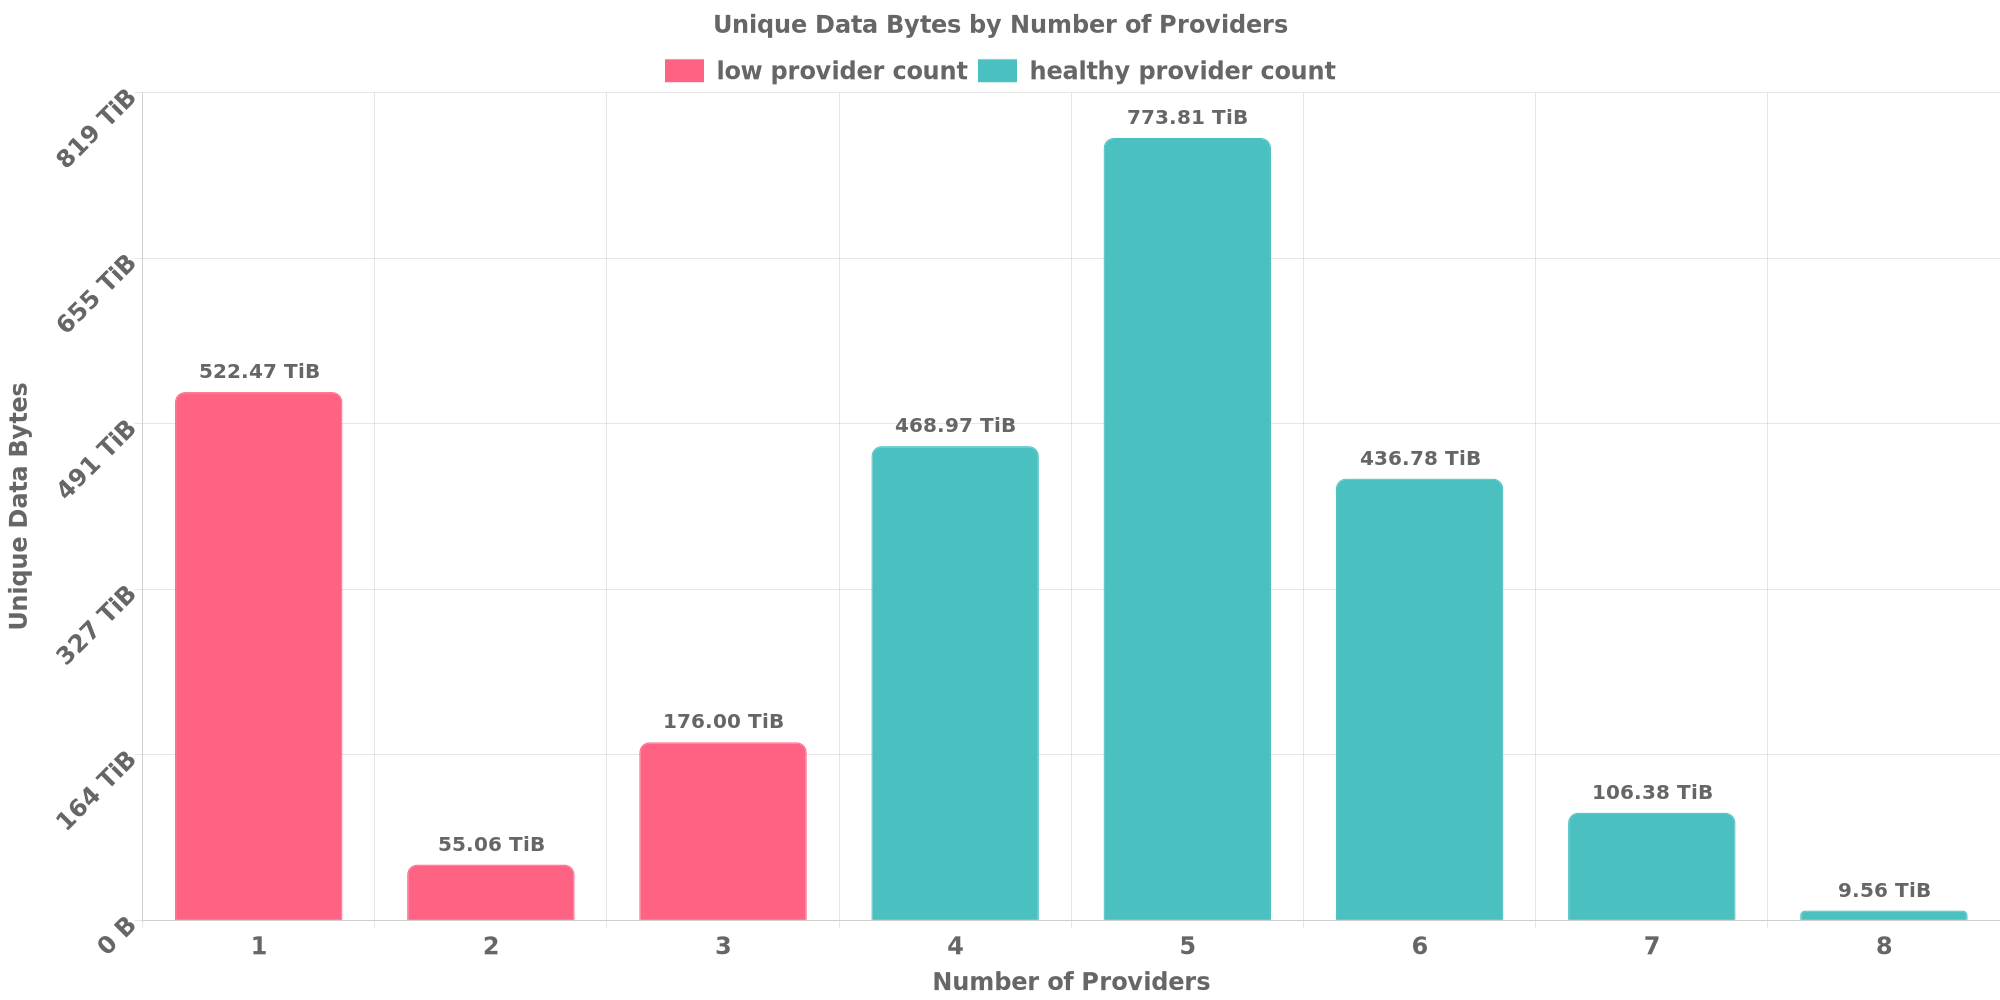 Unique Data Bytes by Number of Providers
low provider count healthy provider count
819 TiB
655 TiB
491 TiB
327 TiB
164 TiB
0 B
Unique Data Bytes
522.47 TiB
55.06 TiB
176.00 TiB
468.97 TiB
773.81 TiB
436.78 TiB
106.38 TiB
9.56 TiB
1 2 3 4 5 6 7 8
Number of Providers